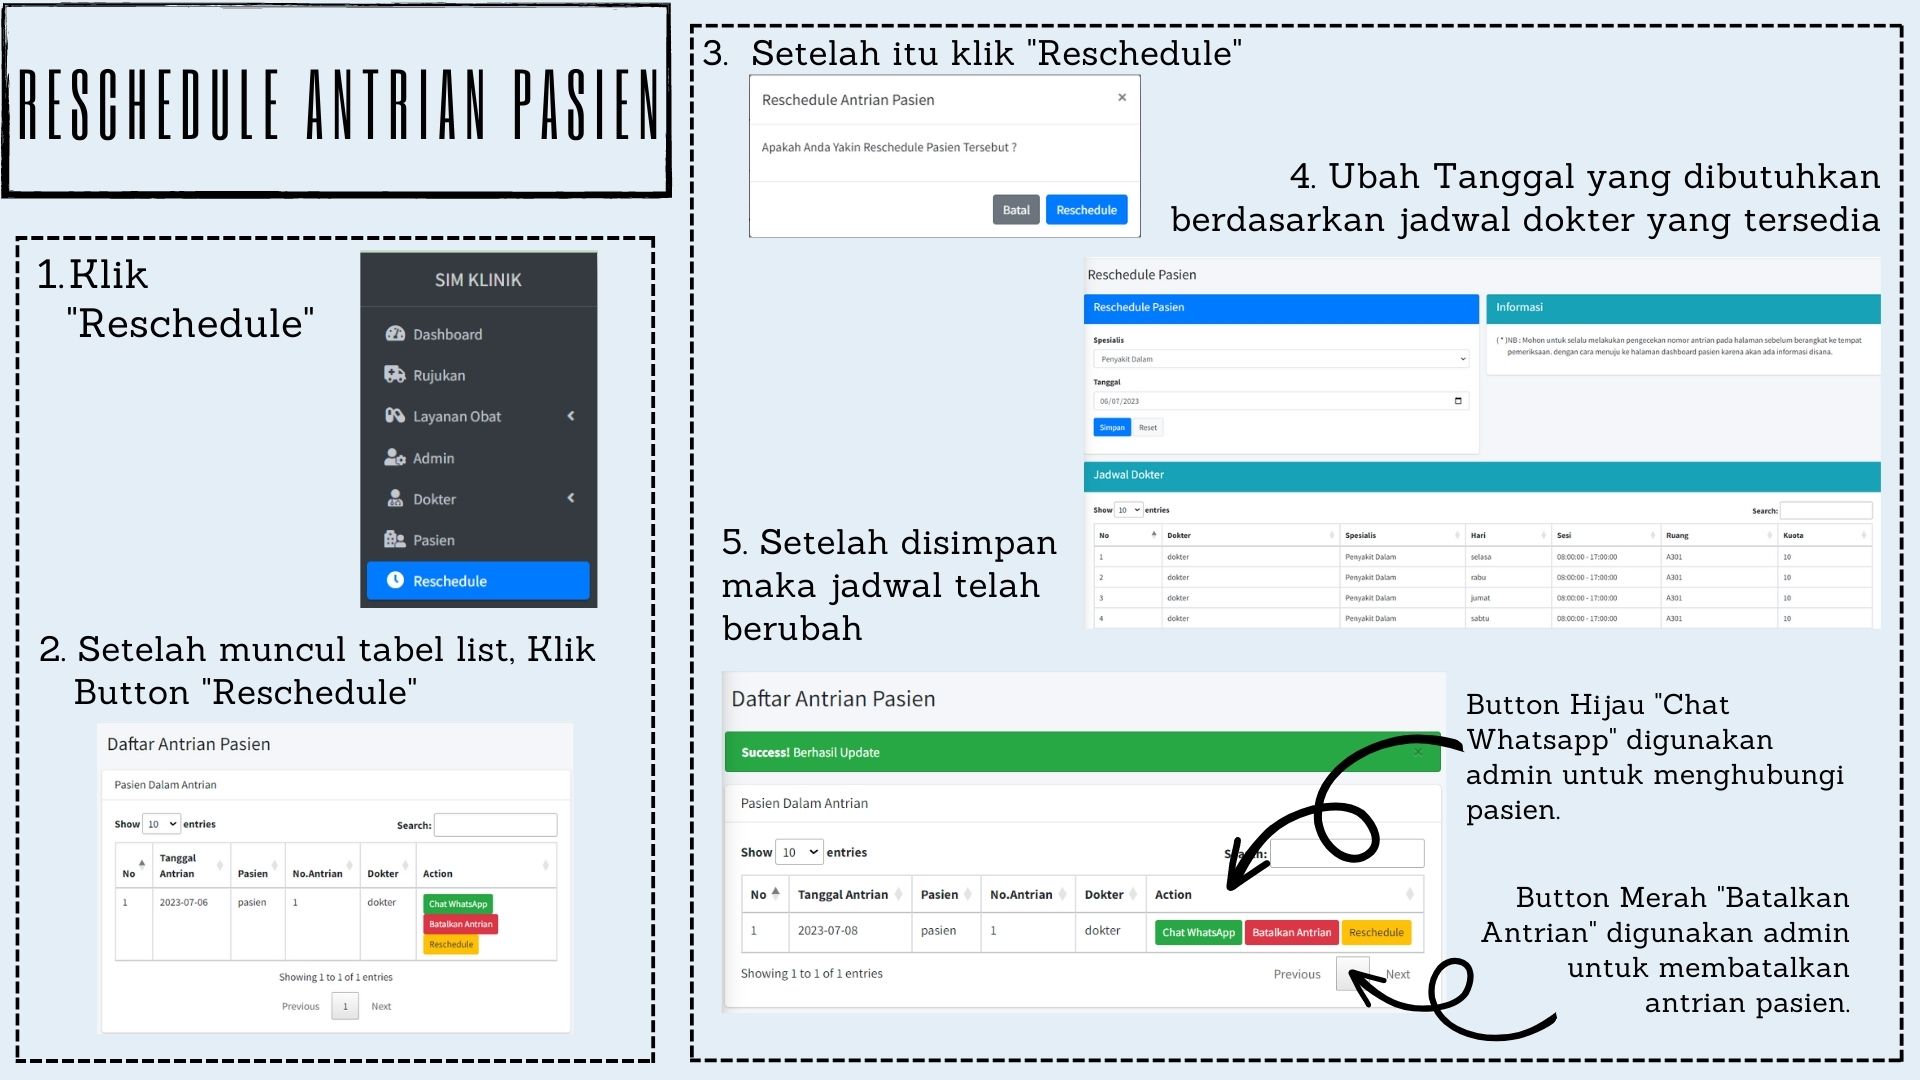 RESCHEDULE ANTRIAN PASIEN
1. Klik
"Reschedule"
SIM KLINIK
Dashboard
Rujukan
Layanan Obat
Admin
Dokter
Pasien
Reschedule
2. Setelah muncul tabel list, Klik
Button "Reschedule"
Daftar Antrian Pasien
Pasien Dalam Antrian
Show 10 entries Search:
No Tanggal Antrian Pasien No.Antrian Dokter Action
1 2023-07-06 pasien 1 dokter Chat WhatsApp
Batalkan Antrian
Reschedule
Showing 1 to 1 of 1 entries
Previous 1 Next
3. Setelah itu klik "Reschedule"
Reschedule Antrian Pasien ×
Apakah Anda Yakin Reschedule Pasien Tersebut ?
Batal Reschedule
4. Ubah Tanggal yang dibutuhkan
berdasarkan jadwal dokter yang tersedia
Reschedule Pasien
Reschedule Pasien
Spesialis
Penyakit Dalam
Tanggal
06/07/2023
Simpan Reset
Informasi
( * )NB : Mohon untuk selalu melakukan pengecekan nomor antrian pada halaman sebelum berangkat ke tempat
pemeriksaan. dengan cara menuju ke halaman dashboard pasien karena akan ada informasi disana.
Jadwal Dokter
Show 10 entries Search:
No Dokter Spesialis Hari Sesi Ruang Kuota
1 dokter Penyakit Dalam selasa 08:00:00 - 17:00:00 A301 10
2 dokter Penyakit Dalam rabu 08:00:00 - 17:00:00 A301 10
3 dokter Penyakit Dalam jumat 08:00:00 - 17:00:00 A301 10
4 dokter Penyakit Dalam sabtu 08:00:00 - 17:00:00 A301 10
5. Setelah disimpan
maka jadwal telah
berubah
Daftar Antrian Pasien
Success! Berhasil Update ×
Pasien Dalam Antrian
Show 10 entries Search:
No Tanggal Antrian Pasien No.Antrian Dokter Action
1 2023-07-08 pasien 1 dokter Chat WhatsApp Batalkan Antrian Reschedule
Showing 1 to 1 of 1 entries Previous Next
Button Hijau "Chat
Whatsapp" digunakan
admin untuk menghubungi
pasien.
Button Merah "Batalkan
Antrian" digunakan admin
untuk membatalkan
antrian pasien.